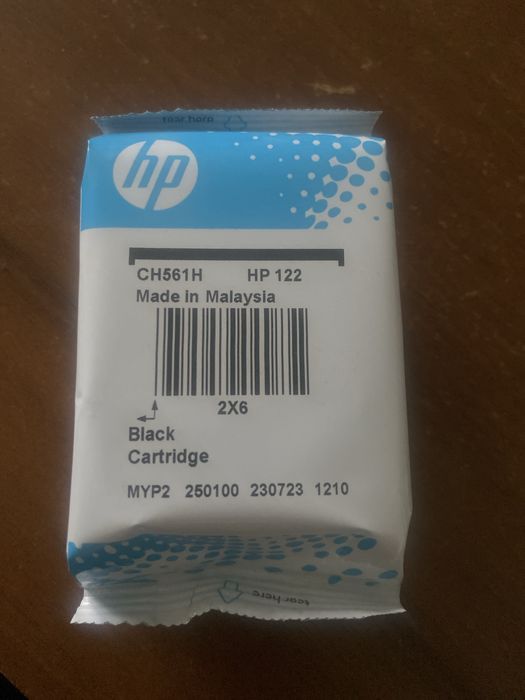 tear here
hp
CH561H HP 122
Made in Malaysia
2X6
Black
Cartridge
MYP2 250100 230723 1210
tear here